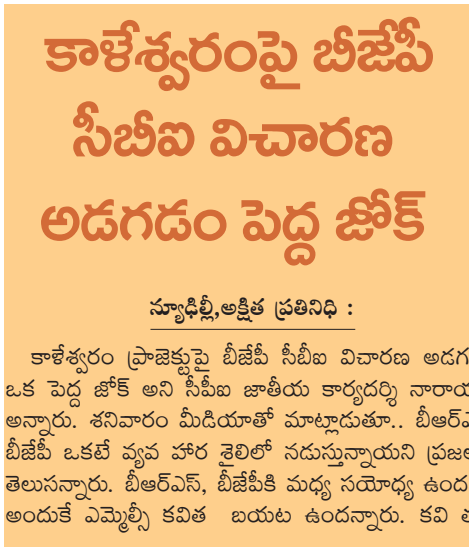 కాళేశ్వరంపై బీజేపీ
సీబీఐ విచారణ
అడగడం పెద్ద జోక్
న్యూఢిల్లీ,అక్షిత ప్రతినిధి :
కాళేశ్వరం ప్రాజెక్టుపై బీజేపీ సీబీఐ విచారణ
ఒక పెద్ద జోక్ అని సీపీఐ జాతీయ కార్యదర్శి
అన్నారు. శనివారం మీడియాతో మాట్లాడుతూ..
బీజేపీ ఒకటే వ్యవ హార శైలిలో నడుస్తున్నాయని
తెలుసన్నారు. బీఆర్ఎస్, బీజేపీకి మధ్య సయోధ్య
అందుకే ఎమ్మెల్సీ కవిత బయట ఉందన్నారు. కవి